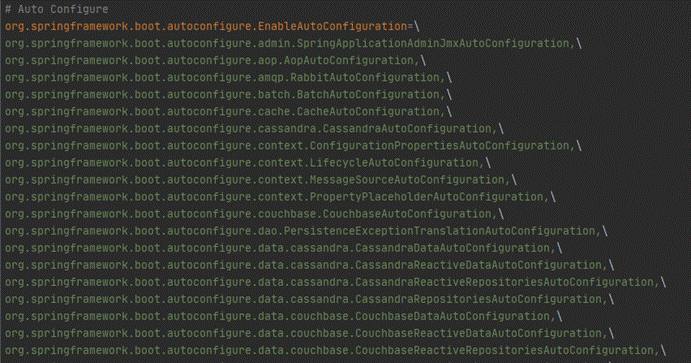 # Auto Configure
org.springframework.boot.autoconfigure.EnableAutoConfiguration=\
org.springframework.boot.autoconfigure.admin.SpringApplicationAdminJmxAutoConfiguration,\
org.springframework.boot.autoconfigure.aop.AopAutoConfiguration,\
org.springframework.boot.autoconfigure.amqp.RabbitAutoConfiguration,\
org.springframework.boot.autoconfigure.batch.BatchAutoConfiguration,\
org.springframework.boot.autoconfigure.cache.CacheAutoConfiguration,\
org.springframework.boot.autoconfigure.cassandra.CassandraAutoConfiguration,\
org.springframework.boot.autoconfigure.context.ConfigurationPropertiesAutoConfiguration,\
org.springframework.boot.autoconfigure.context.LifecycleAutoConfiguration,\
org.springframework.boot.autoconfigure.context.MessageSourceAutoConfiguration,\
org.springframework.boot.autoconfigure.context.PropertyPlaceholderAutoConfiguration,\
org.springframework.boot.autoconfigure.couchbase.CouchbaseAutoConfiguration,\
org.springframework.boot.autoconfigure.dao.PersistenceExceptionTranslationAutoConfiguration,\
org.springframework.boot.autoconfigure.data.cassandra.CassandraDataAutoConfiguration,\
org.springframework.boot.autoconfigure.data.cassandra.CassandraReactiveDataAutoConfiguration,\
org.springframework.boot.autoconfigure.data.cassandra.CassandraReactiveRepositoriesAutoConfiguration,\
org.springframework.boot.autoconfigure.data.cassandra.CassandraRepositoriesAutoConfiguration,\
org.springframework.boot.autoconfigure.data.couchbase.CouchbaseDataAutoConfiguration,\
org.springframework.boot.autoconfigure.data.couchbase.CouchbaseReactiveDataAutoConfiguration,\
org.springframework.boot.autoconfigure.data.couchbase.CouchbaseReactiveRepositoriesAutoConfiguration,\